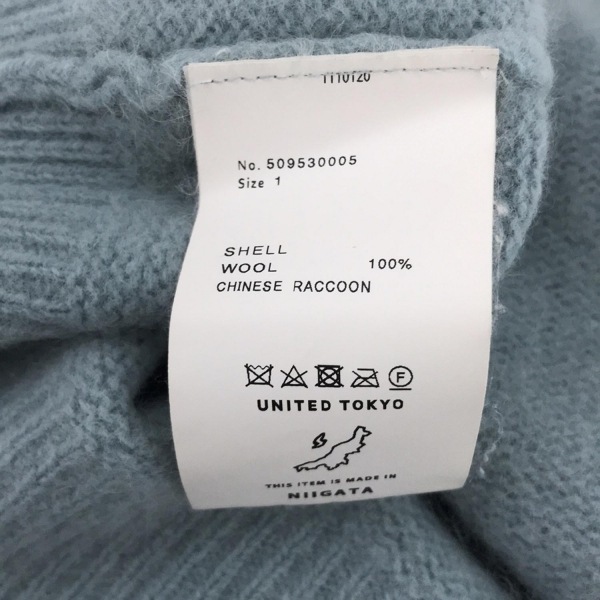 1110120
No. 509530005
Size 1
SHELL
WOOL 100%
CHINESE RACCOON
F
UNITED TOKYO
THIS ITEM IS MADE IN
NIIGATA